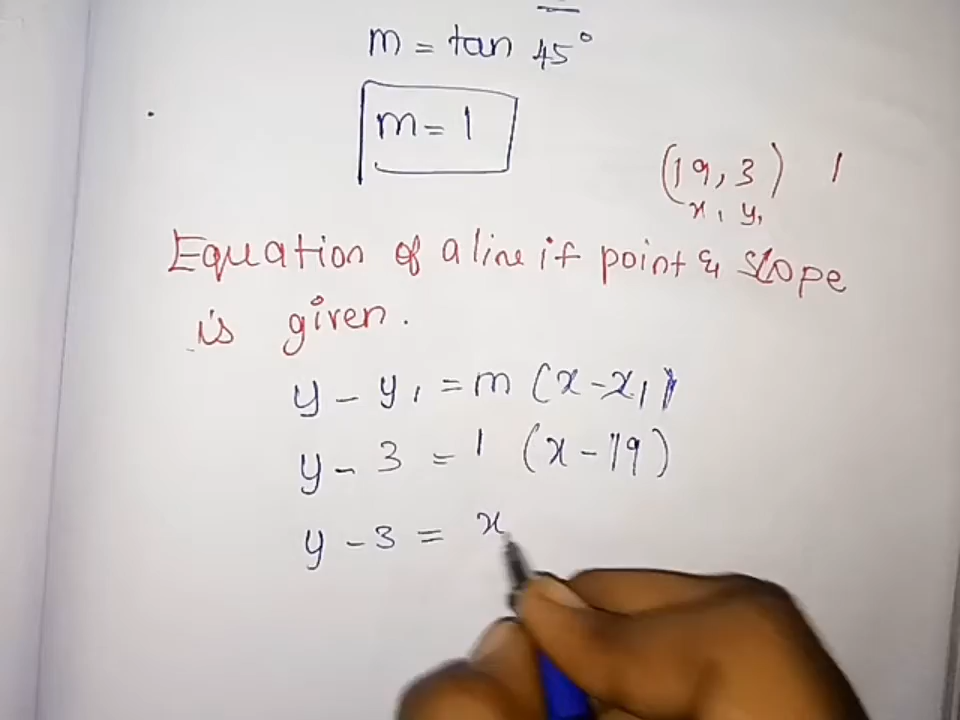 m = tan 45°
m = 1
(19, 3) 1
x₁ y₁
Equation of a line if point & slope
is given.
y - y₁ = m (x - x₁)
y - 3 = 1 (x - 19)
y - 3 = x